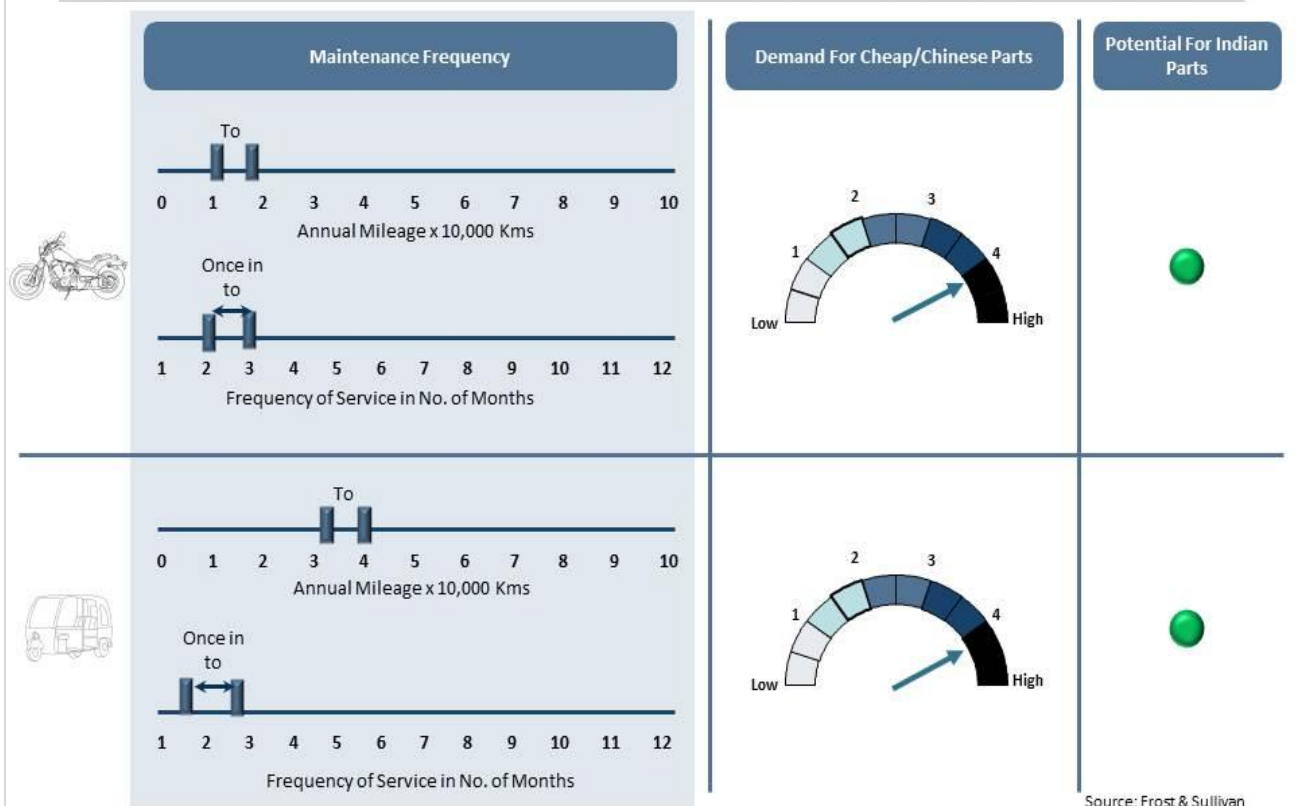 Maintenance Frequency
Demand For Cheap/Chinese Parts
Potential For Indian
Parts
To
0 1 2 3 4 5 6 7 8 9 10
Annual Mileage x 10,000 Kms
Once in
to
1 2 3 4 5 6 7 8 9 10 11 12
Frequency of Service in No. of Months
1
2
3
4
Low
High
To
0 1 2 3 4 5 6 7 8 9 10
Annual Mileage x 10,000 Kms
Once in
to
1 2 3 4 5 6 7 8 9 10 11 12
Frequency of Service in No. of Months
1
2
3
4
Low
High
Source: Frost & Sullivan